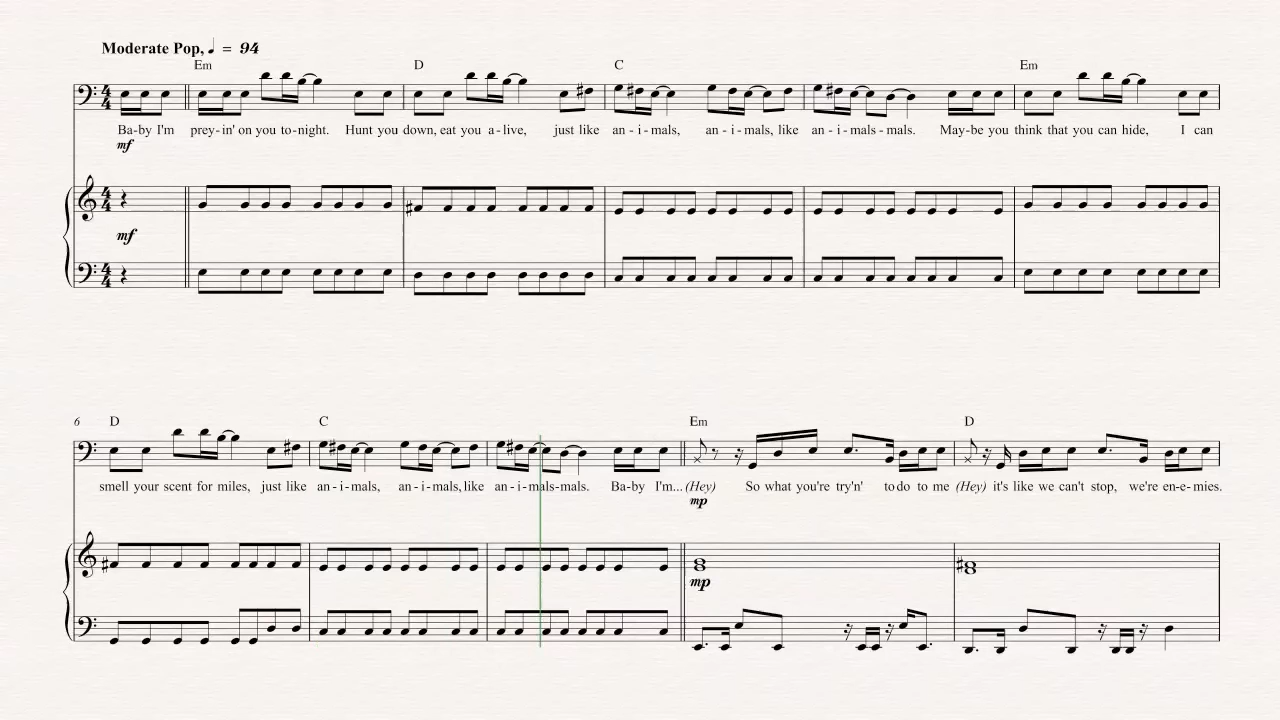 Moderate Pop, ♩ = 94
Em D C Em
Ba-by I'm prey-in' on you to-night. Hunt you down, eat you a-live, just like an-i-mals, an-i-mals, like an-i-mals-mals. May-be you think that you can hide, I can
mf
mf
6 D C Em D
smell your scent for miles, just like an-i-mals, an-i-mals, like an-i-mals-mals. Ba-by I'm... (Hey) So what you're try'n' to do to me (Hey) it's like we can't stop, we're en-e-mies.
mp
mp